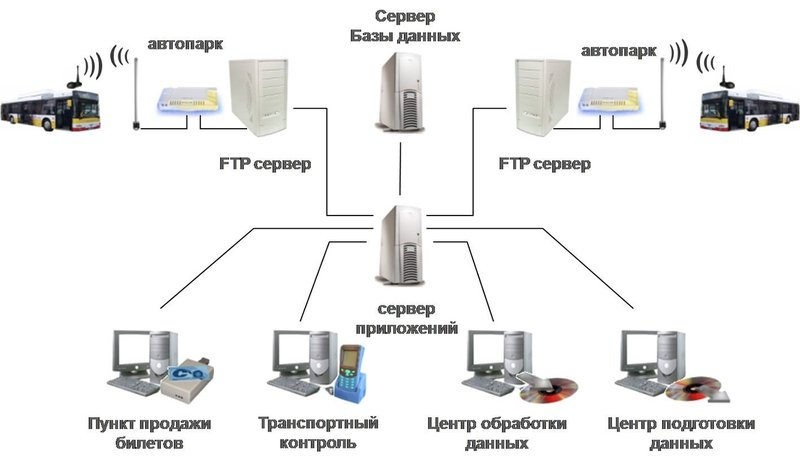 Сервер
Базы данных
автопарк
автопарк
FTP сервер
FTP сервер
сервер
приложений
Пункт продажи
билетов
Транспортный
контроль
Центр обработки
данных
Центр подготовки
данных